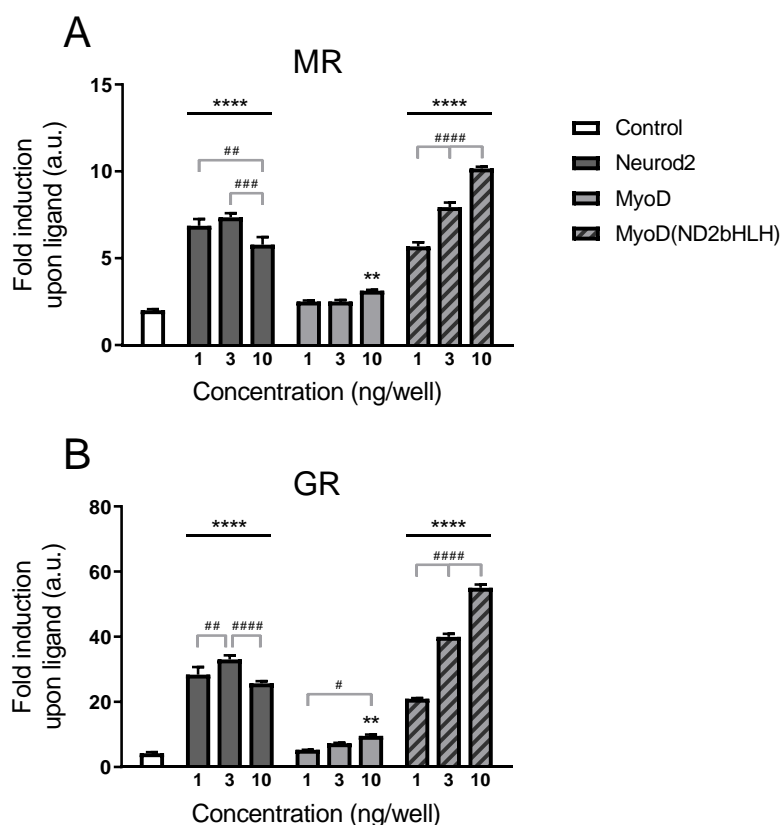 A
MR
Fold induction
upon ligand (a.u.)
15
10
5
0
****
##
###
**
****
####
1 3 10 1 3 10 1 3 10
Concentration (ng/well)
Control
Neurod2
MyoD
MyoD(ND2bHLH)
B
GR
Fold induction
upon ligand (a.u.)
80
60
40
20
0
****
## ####
#
**
****
####
1 3 10 1 3 10 1 3 10
Concentration (ng/well)